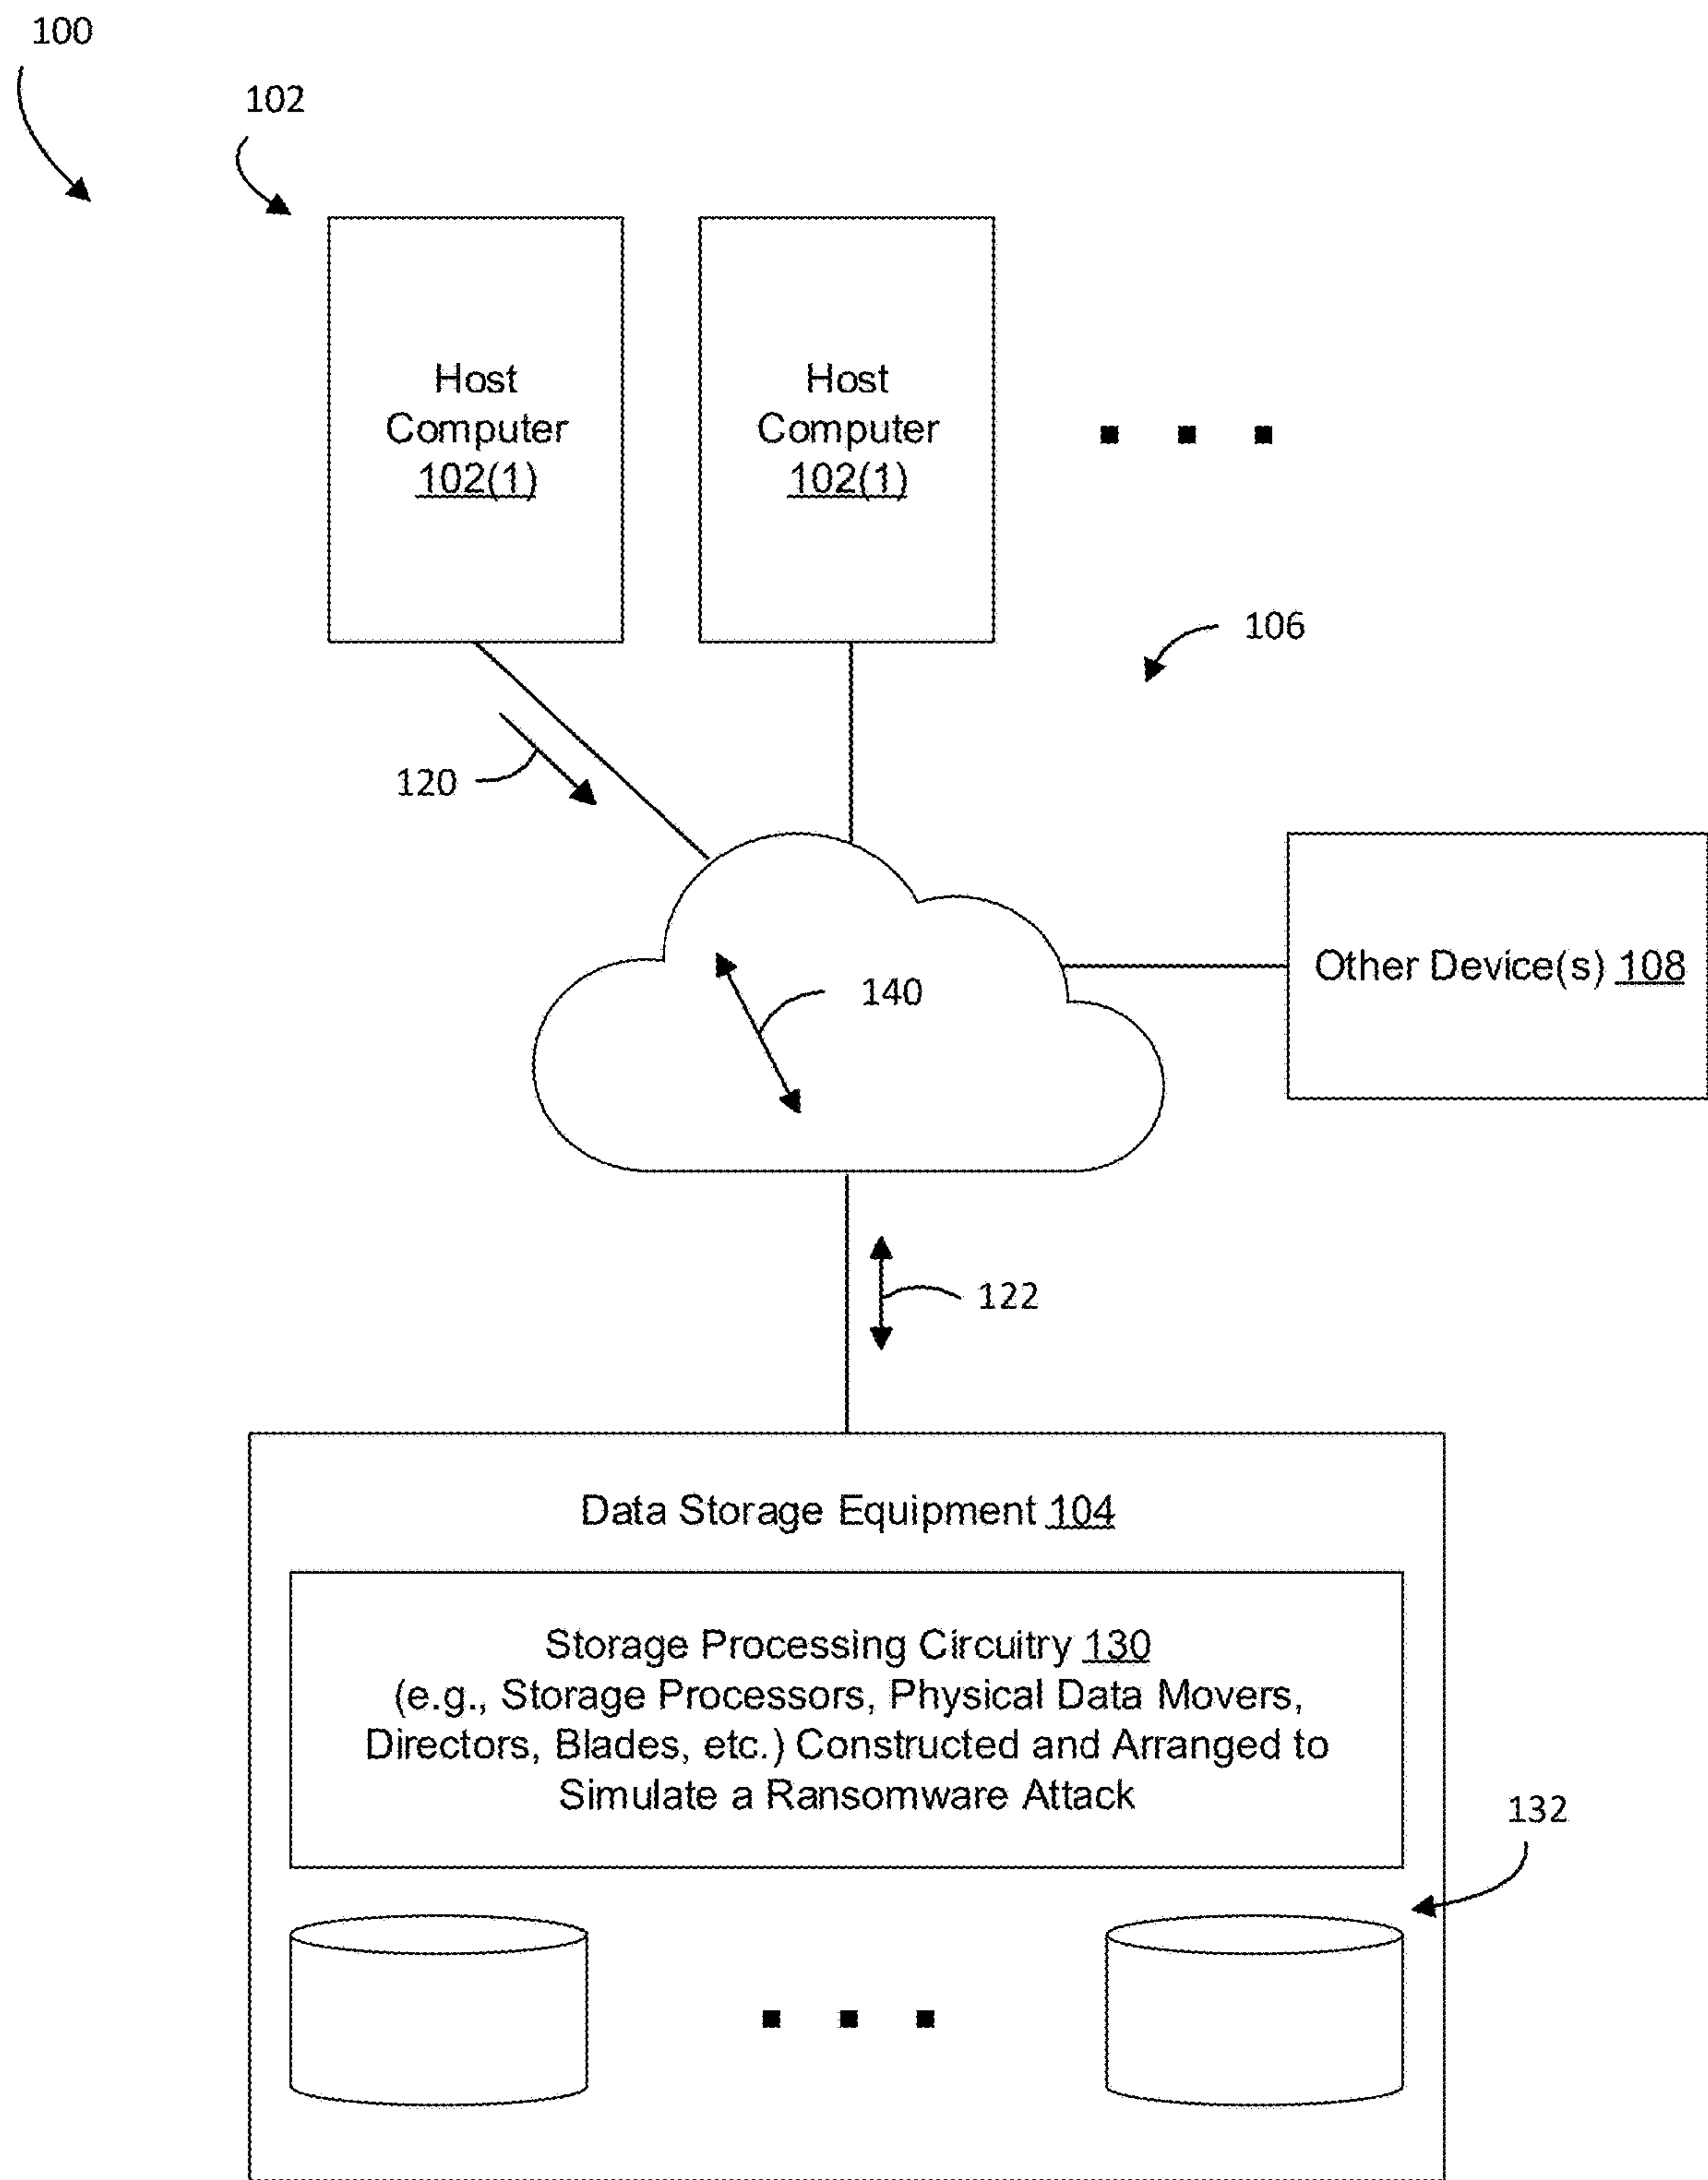 100
102
Host
Computer
102(1)
Host
Computer
102(1)
106
120
Other Device(s) 108
140
122
Data Storage Equipment 104
Storage Processing Circuitry 130
(e.g., Storage Processors, Physical Data Movers,
Directors, Blades, etc.) Constructed and Arranged to
Simulate a Ransomware Attack
132